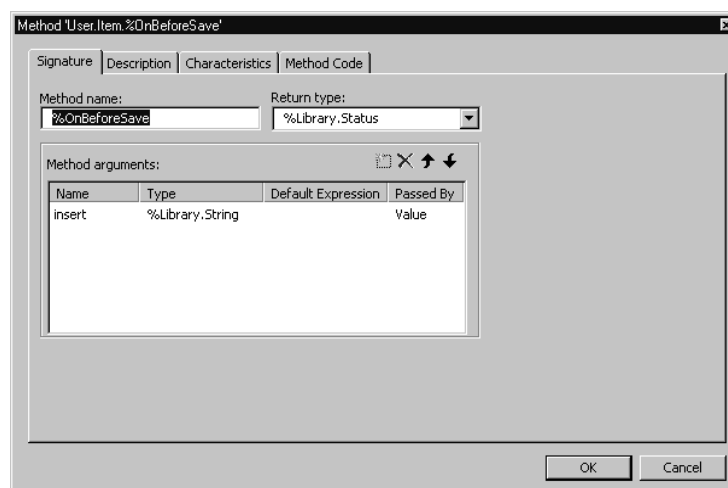 Method 'User.Item.%OnBeforeSave'
Signature Description Characteristics Method Code
Method name: Return type:
%OnBeforeSave %Library.Status
Method arguments:
Name Type Default Expression Passed By
insert %Library.String Value
OK Cancel